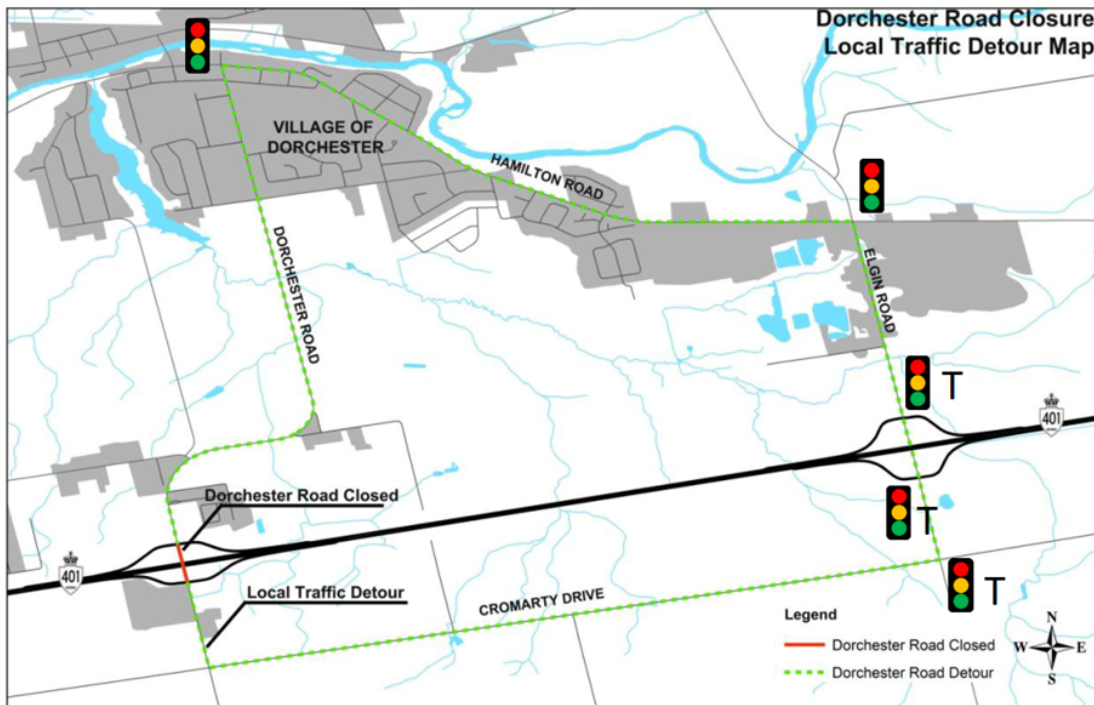 Dorchester Road Closure
Local Traffic Detour Map
VILLAGE OF
DORCHESTER
HAMILTON ROAD
DORCHESTER ROAD
ELGIN ROAD
T
401
Dorchester Road Closed
T
401
Local Traffic Detour
CROMARTY DRIVE
T
Legend
Dorchester Road Closed
Dorchester Road Detour
N
W E
S